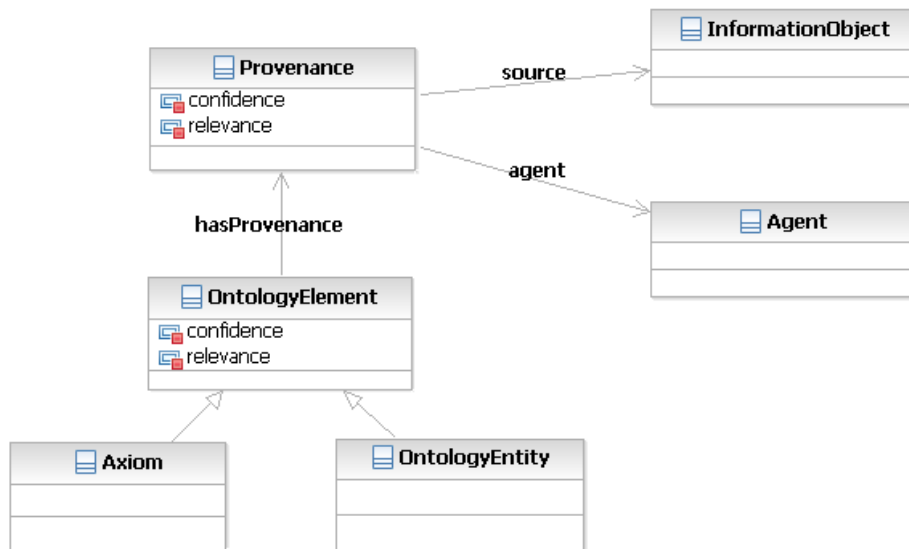 InformationObject
Provenance
source
confidence
relevance
agent
Agent
hasProvenance
OntologyElement
confidence
relevance
Axiom
OntologyEntity